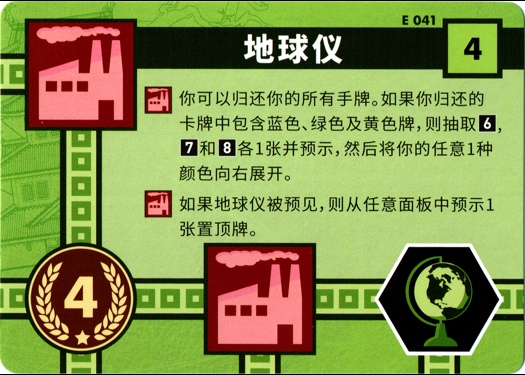 E 041
地球仪
4
你可以归还你的所有手牌。如果你归还的
卡牌中包含蓝色、绿色及黄色牌,则抽取6,
7和8各1张并预示,然后将你的任意1种
颜色向右展开。
如果地球仪被预见,则从任意面板中预示1
张置顶牌。
4